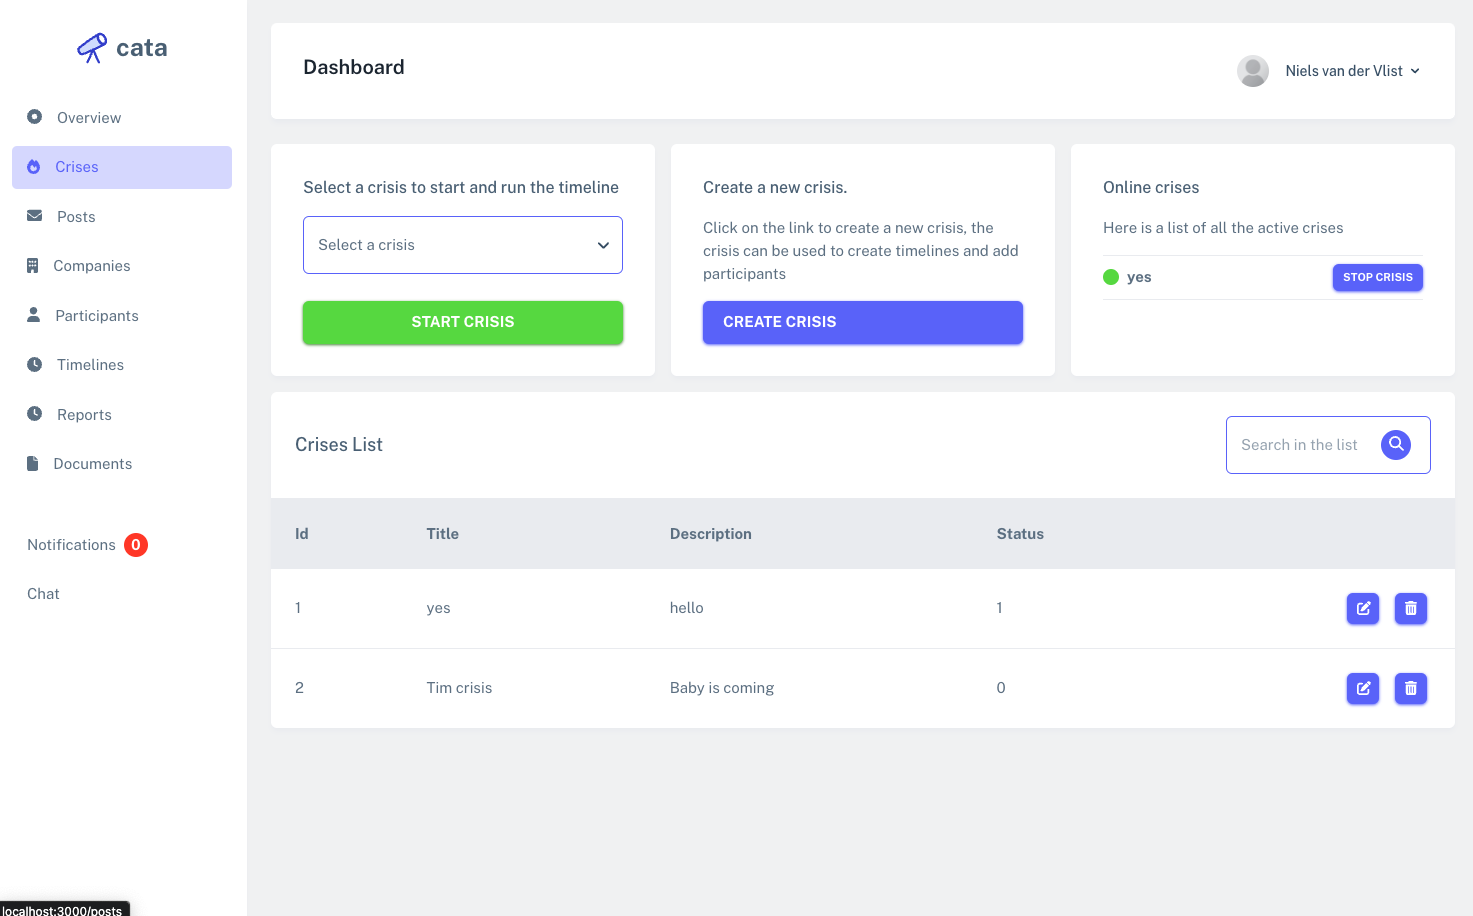 cata
Overview
Crises
Posts
Companies
Participants
Timelines
Reports
Documents
Notifications 0
Chat
Dashboard
Niels van der Vlist
Select a crisis to start and run the timeline
Select a crisis
START CRISIS
Create a new crisis.
Click on the link to create a new crisis, the
crisis can be used to create timelines and add
participants
CREATE CRISIS
Online crises
Here is a list of all the active crises
yes STOP CRISIS
Crises List
Search in the list
Id Title Description Status
1 yes hello 1
2 Tim crisis Baby is coming 0
localhost:3000/posts